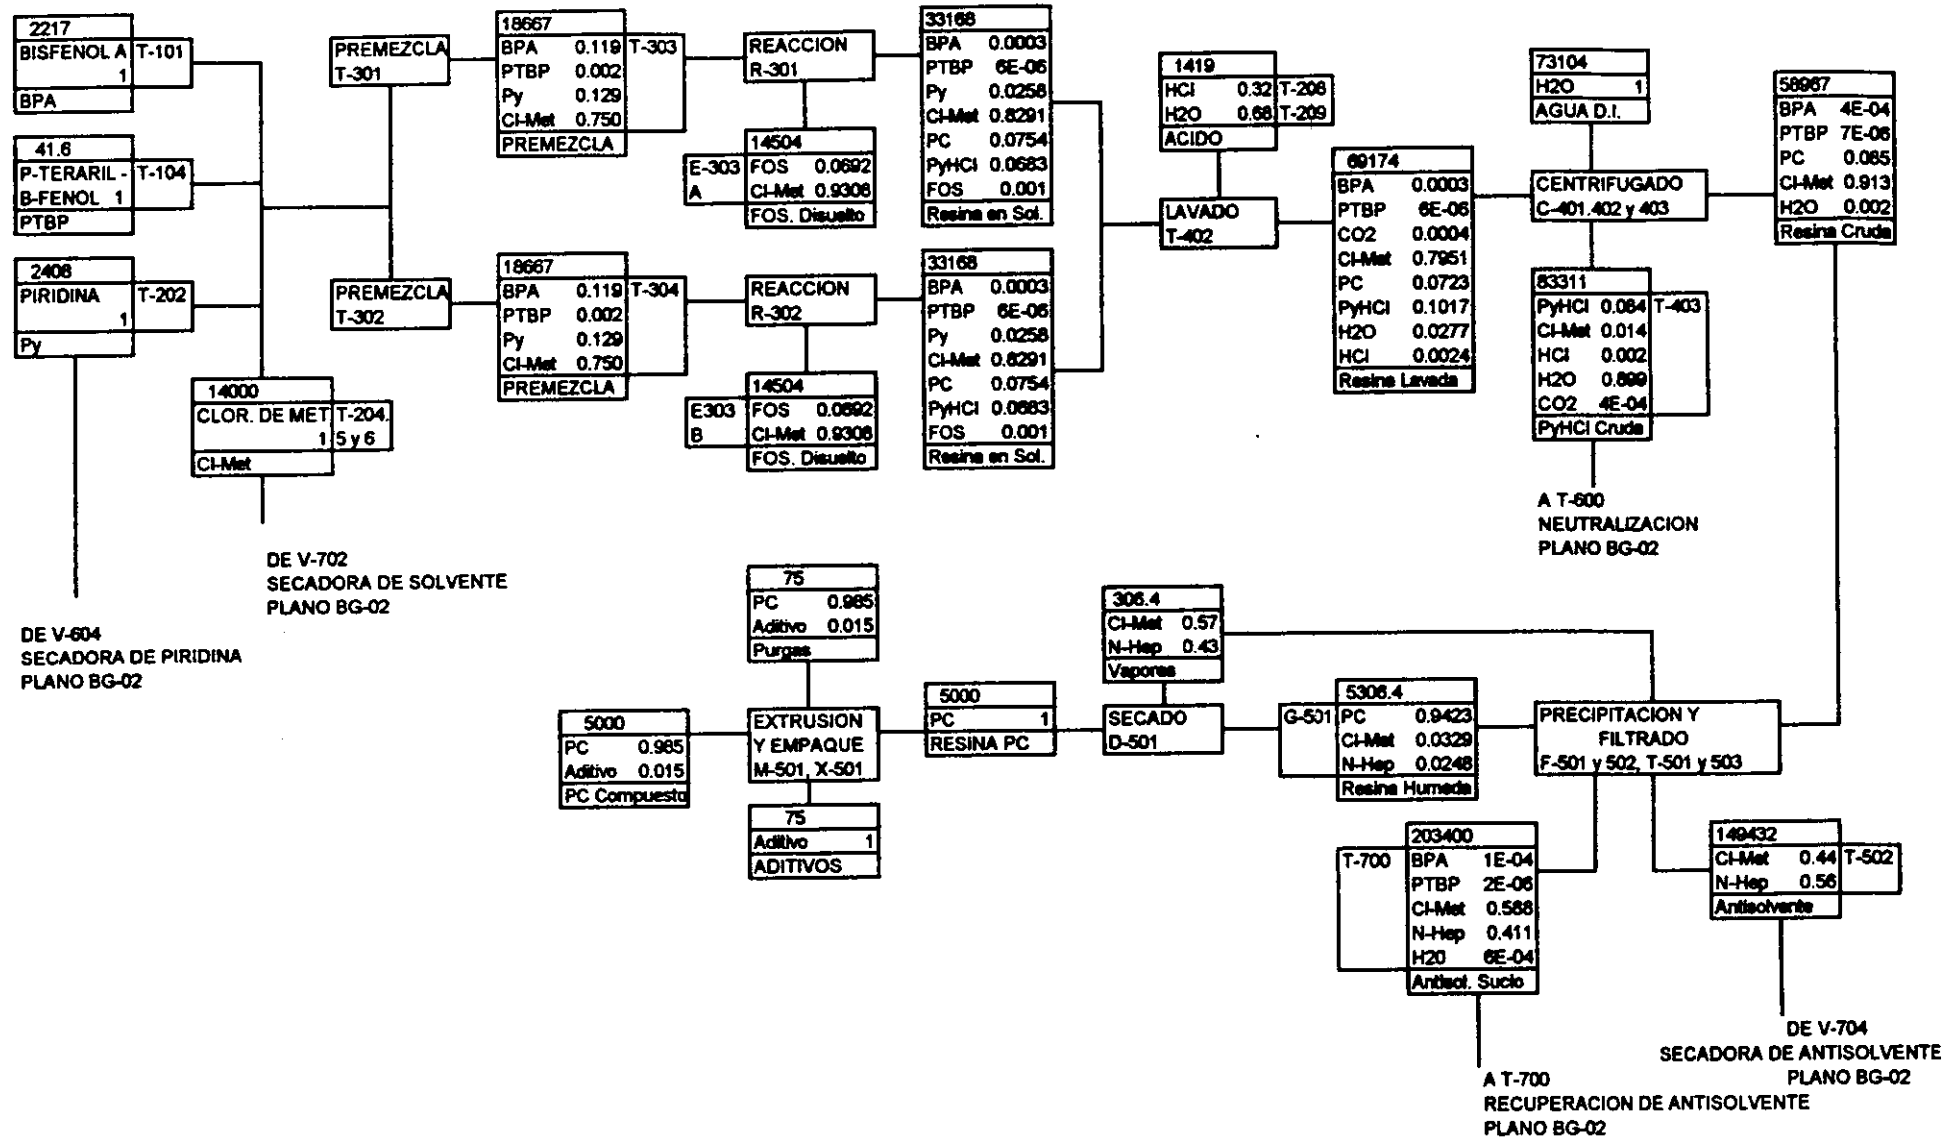 2217
BISFENOL A T-101
1
BPA
41.6
P-TERARIL - T-104
B-FENOL 1
PTBP
2408
PIRIDINA T-202
1
Py
DE V-604
SECADORA DE PIRIDINA
PLANO BG-02
14000
CLOR. DE MET T-204.
1 5 y 6
Cl-Met
DE V-702
SECADORA DE SOLVENTE
PLANO BG-02
PREMEZCLA
T-301
18667
BPA 0.119 T-303
PTBP 0.002
Py 0.129
Cl-Met 0.750
PREMEZCLA
REACCION
R-301
14504
E-303 FOS 0.0692
A Cl-Met 0.9308
FOS. Disuelto
33168
BPA 0.0003
PTBP 6E-06
Py 0.0258
Cl-Met 0.8291
PC 0.0754
PyHCl 0.0683
FOS 0.001
Resina en Sol.
PREMEZCLA
T-302
18667
BPA 0.119 T-304
PTBP 0.002
Py 0.129
Cl-Met 0.750
PREMEZCLA
REACCION
R-302
14504
E303 FOS 0.0692
B Cl-Met 0.9308
FOS. Disuelto
33168
BPA 0.0003
PTBP 6E-06
Py 0.0258
Cl-Met 0.8291
PC 0.0754
PyHCl 0.0683
FOS 0.001
Resina en Sol.
1419
HCl 0.32 T-208
H2O 0.68 T-209
ACIDO
LAVADO
T-402
69174
BPA 0.0003
PTBP 6E-06
CO2 0.0004
Cl-Met 0.7951
PC 0.0723
PyHCl 0.1017
H2O 0.0277
HCl 0.0024
Resina Lavada
73104
H2O 1
AGUA D.I.
CENTRIFUGADO
C-401.402 y 403
83311
PyHCl 0.084 T-403
Cl-Met 0.014
HCl 0.002
H2O 0.899
CO2 4E-04
PyHCl Cruda
A T-600
NEUTRALIZACION
PLANO BG-02
58967
BPA 4E-04
PTBP 7E-06
PC 0.085
Cl-Met 0.913
H2O 0.002
Resina Cruda
75
PC 0.985
Aditivo 0.015
Purgas
5000
PC 0.985
Aditivo 0.015
PC Compuesto
EXTRUSION
Y EMPAQUE
M-501, X-501
75
Aditivo 1
ADITIVOS
5000
PC 1
RESINA PC
306.4
Cl-Met 0.57
N-Hep 0.43
Vapores
SECADO
D-501
5306.4
G-501 PC 0.9423
Cl-Met 0.0329
N-Hep 0.0248
Resina Humeda
PRECIPITACION Y
FILTRADO
F-501 y 502, T-501 y 503
203400
T-700 BPA 1E-04
PTBP 2E-06
Cl-Met 0.588
N-Hep 0.411
H20 6E-04
Antisol. Sucio
149432
Cl-Met 0.44 T-502
N-Hep 0.56
Antisolvente
DE V-704
SECADORA DE ANTISOLVENTE
PLANO BG-02
A T-700
RECUPERACION DE ANTISOLVENTE
PLANO BG-02